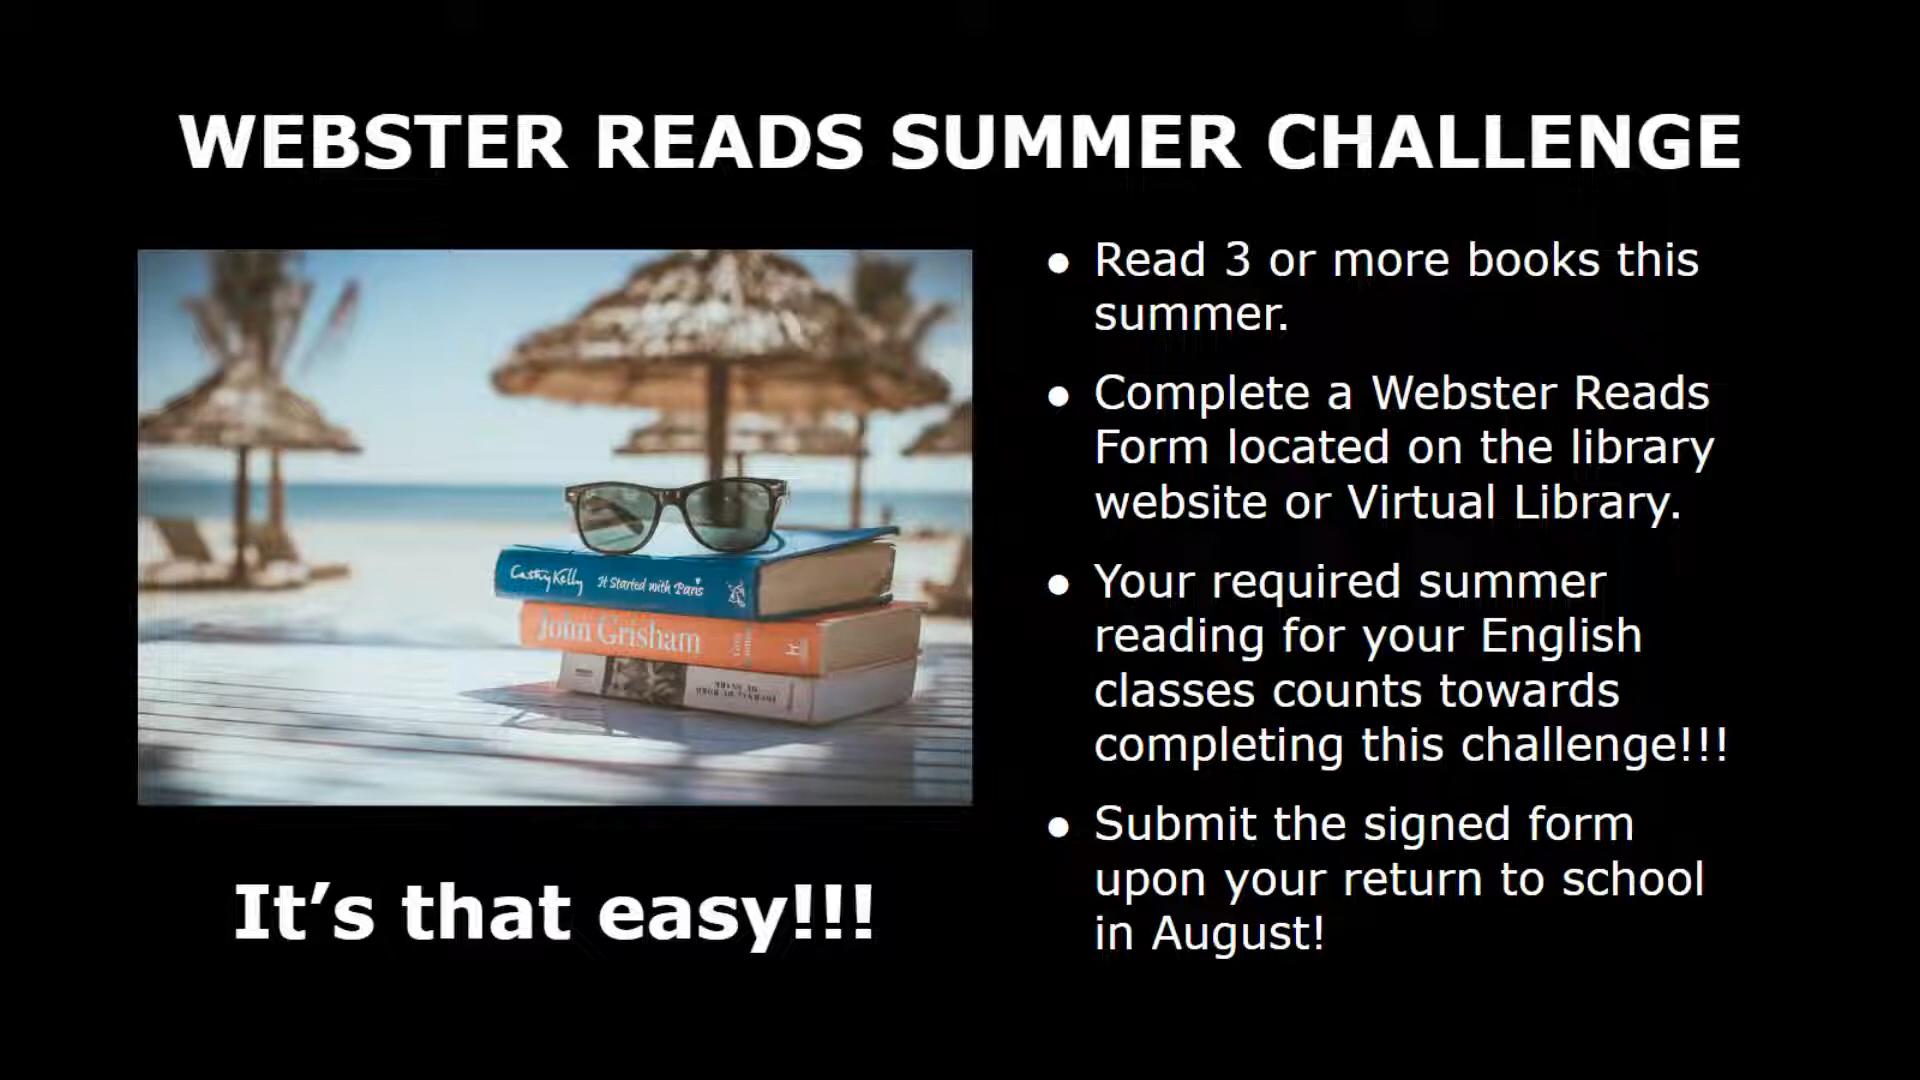 WEBSTER READS SUMMER CHALLENGE
CathyKelly It Started with Paris
John Grisham
It's that easy!!!
● Read 3 or more books this
summer.
● Complete a Webster Reads
Form located on the library
website or Virtual Library.
● Your required summer
reading for your English
classes counts towards
completing this challenge!!!
● Submit the signed form
upon your return to school
in August!